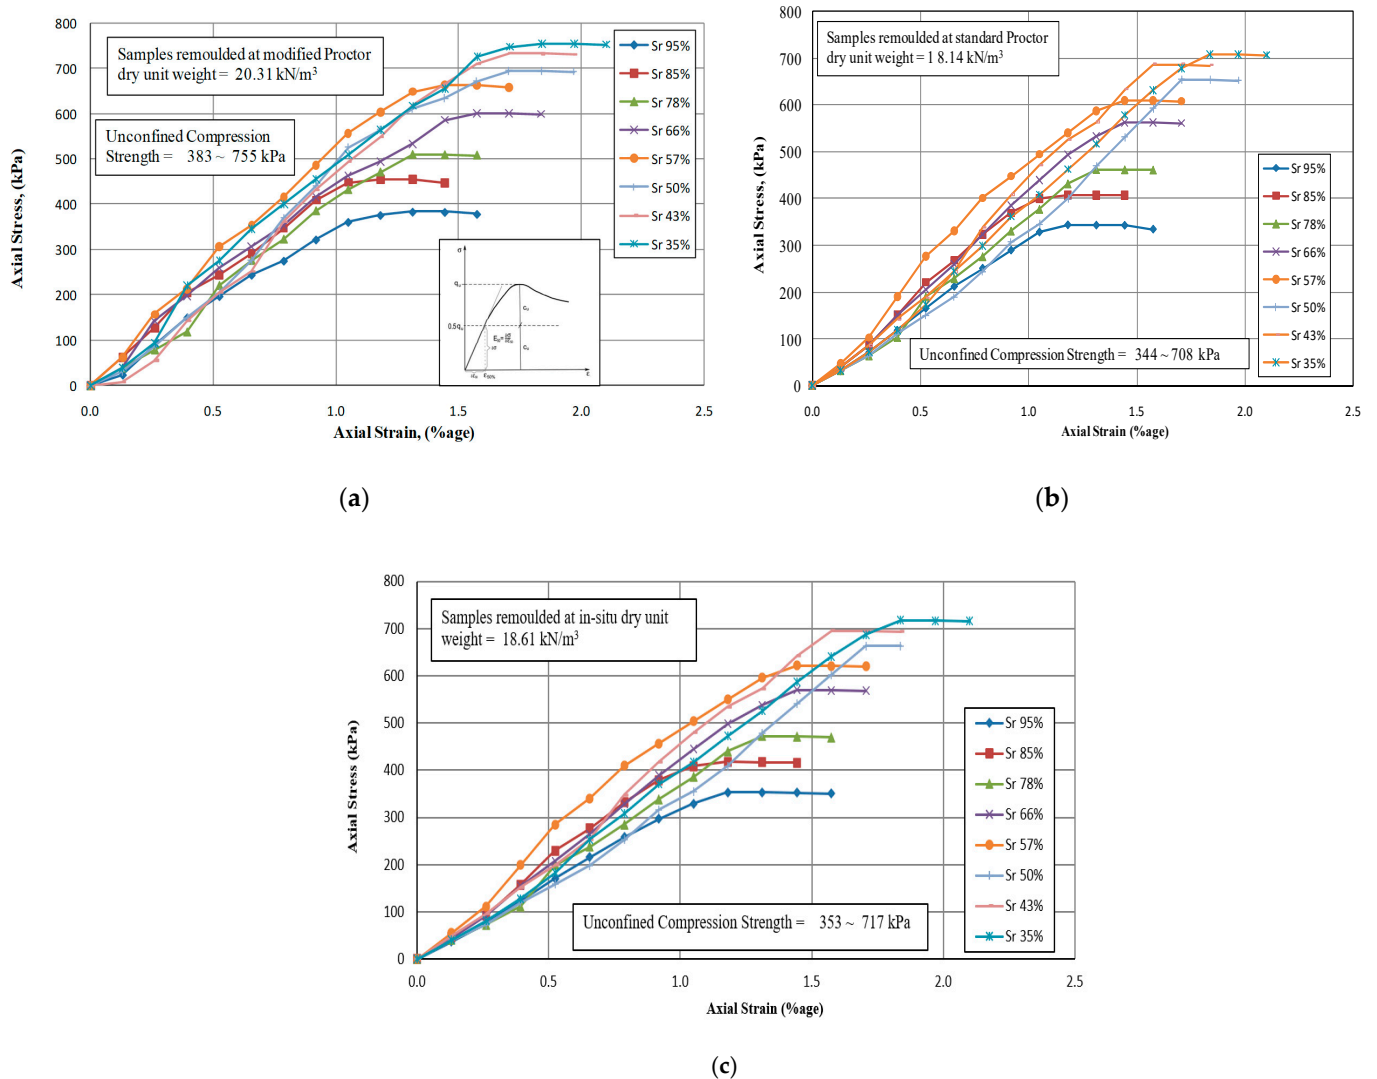 800
700
600
500
400
300
200
100
0
Axial Stress, (kPa)
Samples remoulded at modified Proctor
dry unit weight = 20.31 kN/m³
Unconfined Compression
Strength = 383 ~ 755 kPa
Sr 95%
Sr 85%
Sr 78%
Sr 66%
Sr 57%
Sr 50%
Sr 43%
Sr 35%
σ
qu
0.5qu
cu
cu
ε50%
ε
0.0
0.5
1.0
1.5
2.0
2.5
Axial Strain, (%age)
(a)
800
700
600
500
400
300
200
100
0
Axial Stress, (kPa)
Samples remoulded at standard Proctor
dry unit weight = 1 8.14 kN/m³
Sr 95%
Sr 85%
Sr 78%
Sr 66%
Sr 57%
Sr 50%
Sr 43%
Sr 35%
Unconfined Compression Strength = 344 ~ 708 kPa
0.0
0.5
1.0
1.5
2.0
2.5
Axial Strain (%age)
(b)
800
700
600
500
400
300
200
100
0
Axial Stress (kPa)
Samples remoulded at in-situ dry unit
weight = 18.61 kN/m³
Sr 95%
Sr 85%
Sr 78%
Sr 66%
Sr 57%
Sr 50%
Sr 43%
Sr 35%
Unconfined Compression Strength = 353 ~ 717 kPa
0.0
0.5
1.0
1.5
2.0
2.5
Axial Strain (%age)
(c)